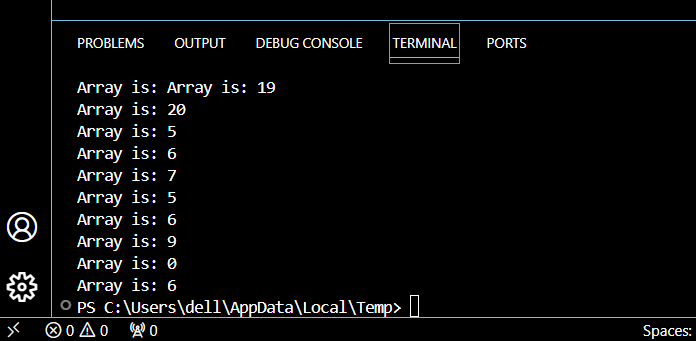 PROBLEMS OUTPUT DEBUG CONSOLE TERMINAL PORTS
Array is: Array is: 19
Array is: 20
Array is: 5
Array is: 6
Array is: 7
Array is: 5
Array is: 6
Array is: 9
Array is: 0
Array is: 6
PS C:\Users\dell\AppData\Local\Temp>
0 0 0 Spaces: